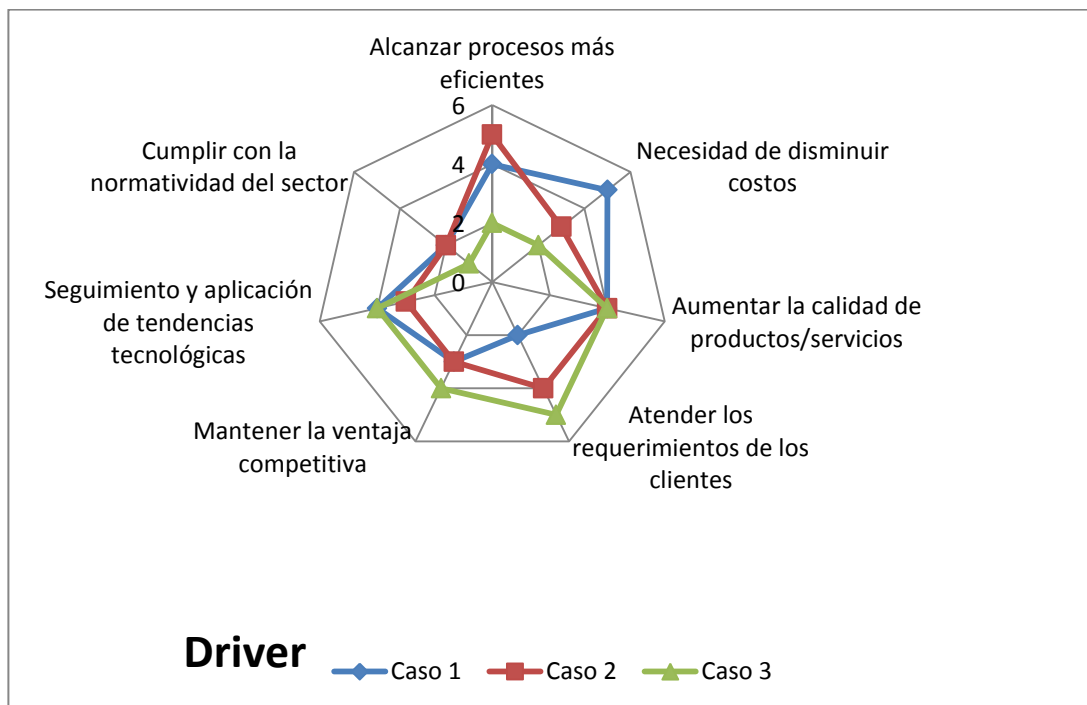 Alcanzar procesos más
eficientes
6
4
2
0
Necesidad de disminuir
costos
Aumentar la calidad de
productos/servicios
Atender los
requerimientos de los
clientes
Mantener la ventaja
competitiva
Seguimiento y aplicación
de tendencias
tecnológicas
Cumplir con la
normatividad del sector
Driver
Caso 1
Caso 2
Caso 3